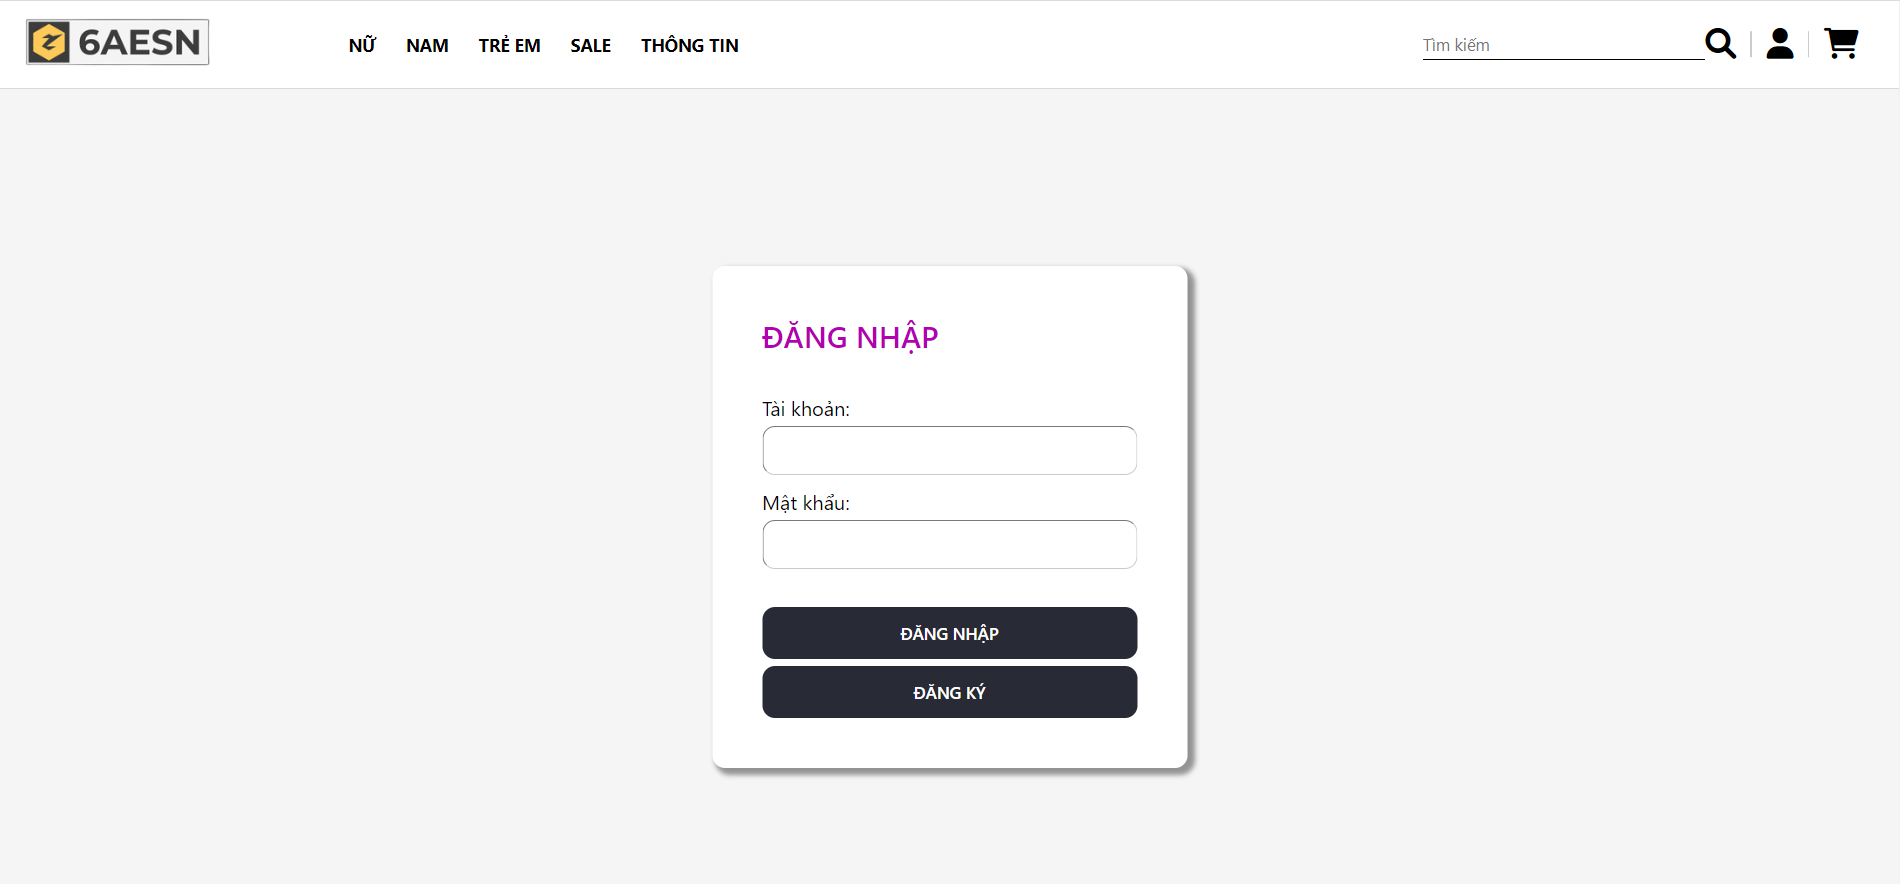 6AESN
NỮ NAM TRẺ EM SALE THÔNG TIN Tìm kiếm
ĐĂNG NHẬP
Tài khoản:
Mật khẩu:
ĐĂNG NHẬP
ĐĂNG KÝ